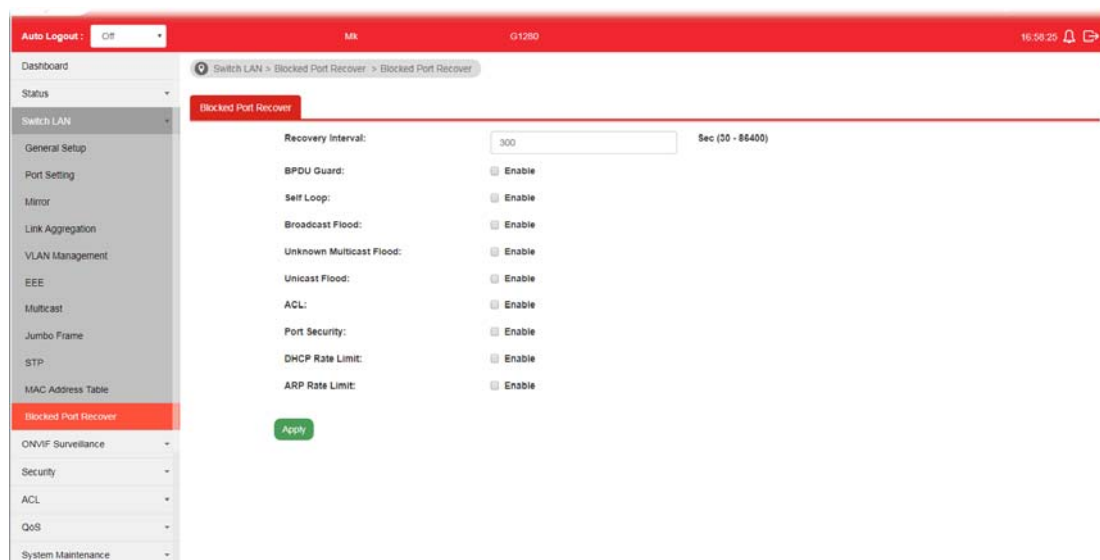 Auto Logout : Off Mk G1280 16:58:25
Dashboard
Status
Switch LAN
General Setup
Port Setting
Mirror
Link Aggregation
VLAN Management
EEE
Multicast
Jumbo Frame
STP
MAC Address Table
Blocked Port Recover
ONVIF Surveillance
Security
ACL
QoS
System Maintenance
Switch LAN > Blocked Port Recover > Blocked Port Recover
Blocked Port Recover
Recovery Interval: 300 Sec (30 - 86400)
BPDU Guard: Enable
Self Loop: Enable
Broadcast Flood: Enable
Unknown Multicast Flood: Enable
Unicast Flood: Enable
ACL: Enable
Port Security: Enable
DHCP Rate Limit: Enable
ARP Rate Limit: Enable
Apply